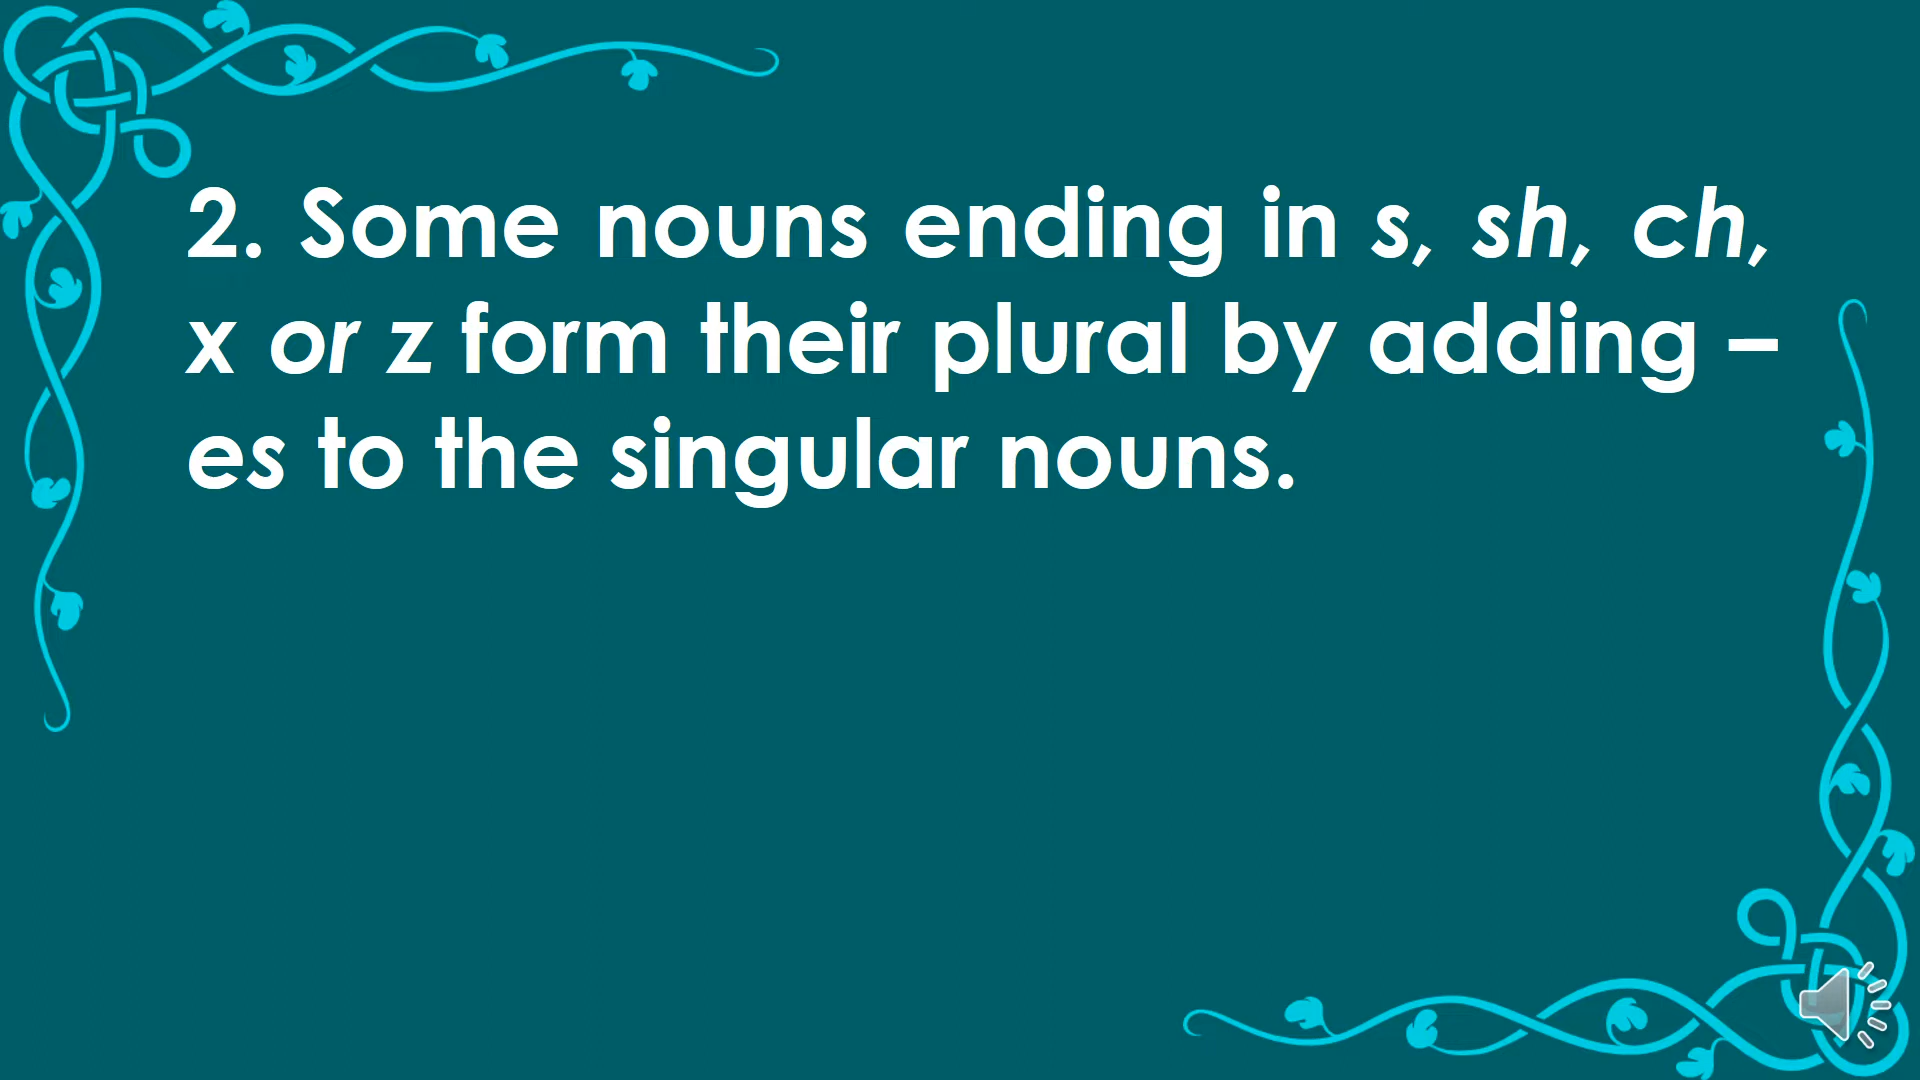 2. Some nouns ending in s, sh, ch,
x or z form their plural by adding –
es to the singular nouns.